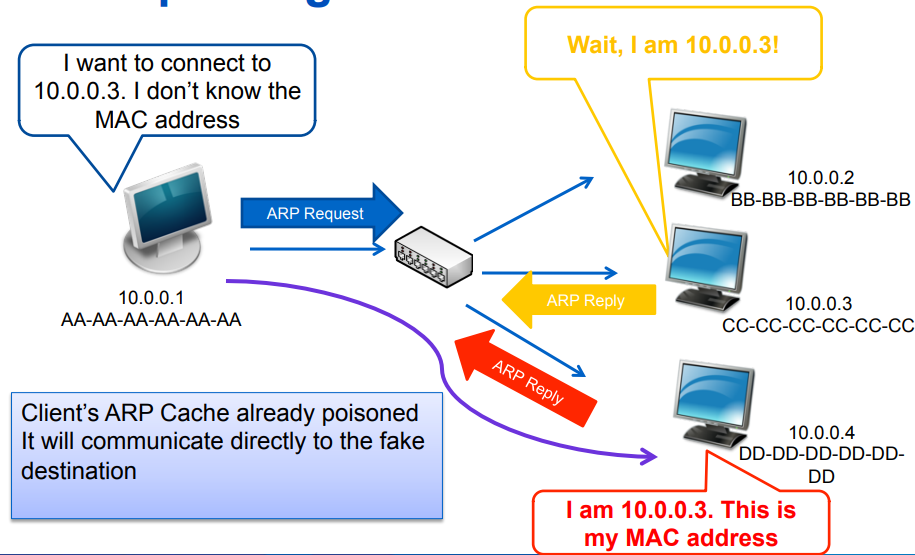 I want to connect to
10.0.0.3. I don’t know the
MAC address
Wait, I am 10.0.0.3!
ARP Request
10.0.0.1
AA-AA-AA-AA-AA-AA
10.0.0.2
BB-BB-BB-BB-BB-BB
ARP Reply
10.0.0.3
CC-CC-CC-CC-CC-CC
ARP Reply
10.0.0.4
DD-DD-DD-DD-DD-
DD
Client’s ARP Cache already poisoned
It will communicate directly to the fake
destination
I am 10.0.0.3. This is
my MAC address